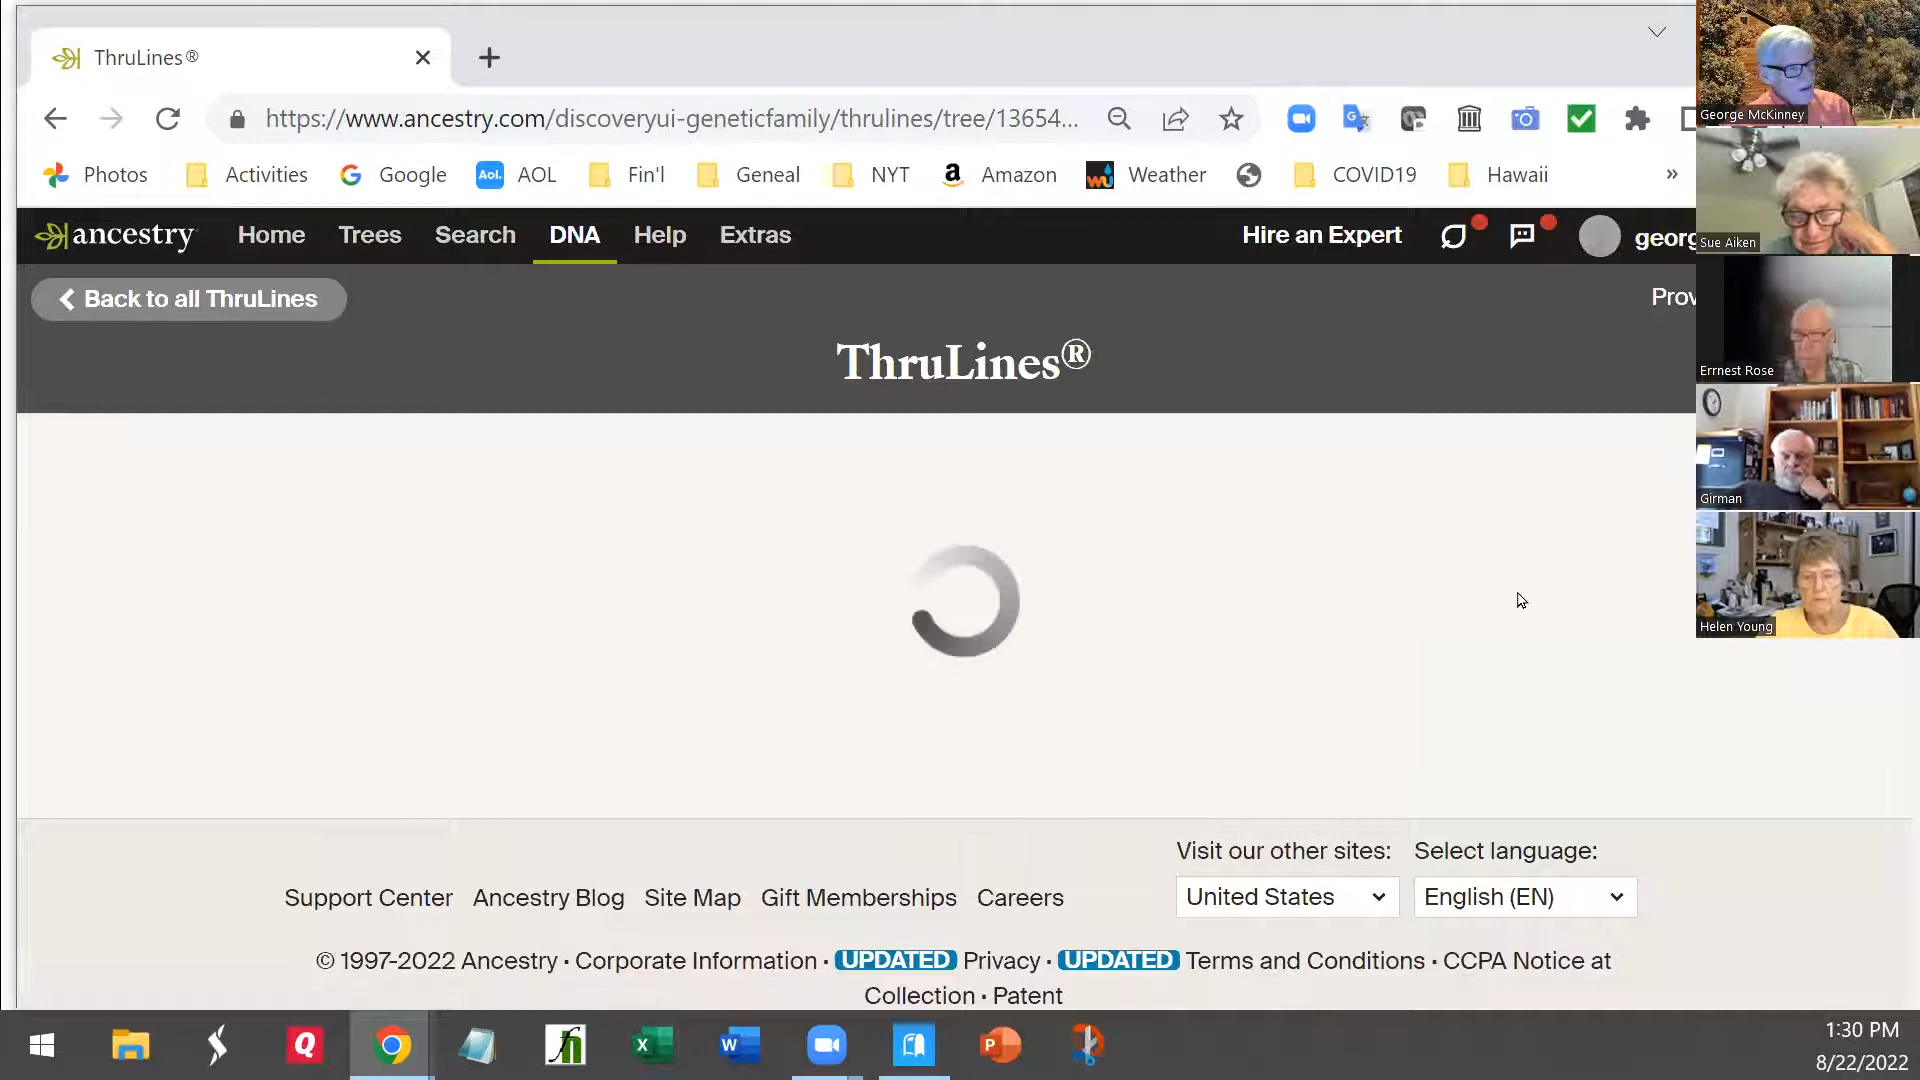 ThruLines®
https://www.ancestry.com/discoveryui-geneticfamily/thrulines/tree/13654...
Photos Activities Google Aol. AOL Fin'l Geneal NYT a Amazon wu Weather COVID19 Hawaii »
ancestry Home Trees Search DNA Help Extras Hire an Expert georg
Back to all ThruLines Prov
ThruLines®
George McKinney
Sue Aiken
Errnest Rose
Girman
Helen Young
Visit our other sites: Select language:
Support Center Ancestry Blog Site Map Gift Memberships Careers United States English (EN)
© 1997-2022 Ancestry · Corporate Information · UPDATED Privacy · UPDATED Terms and Conditions · CCPA Notice at
Collection · Patent
1:30 PM
8/22/2022